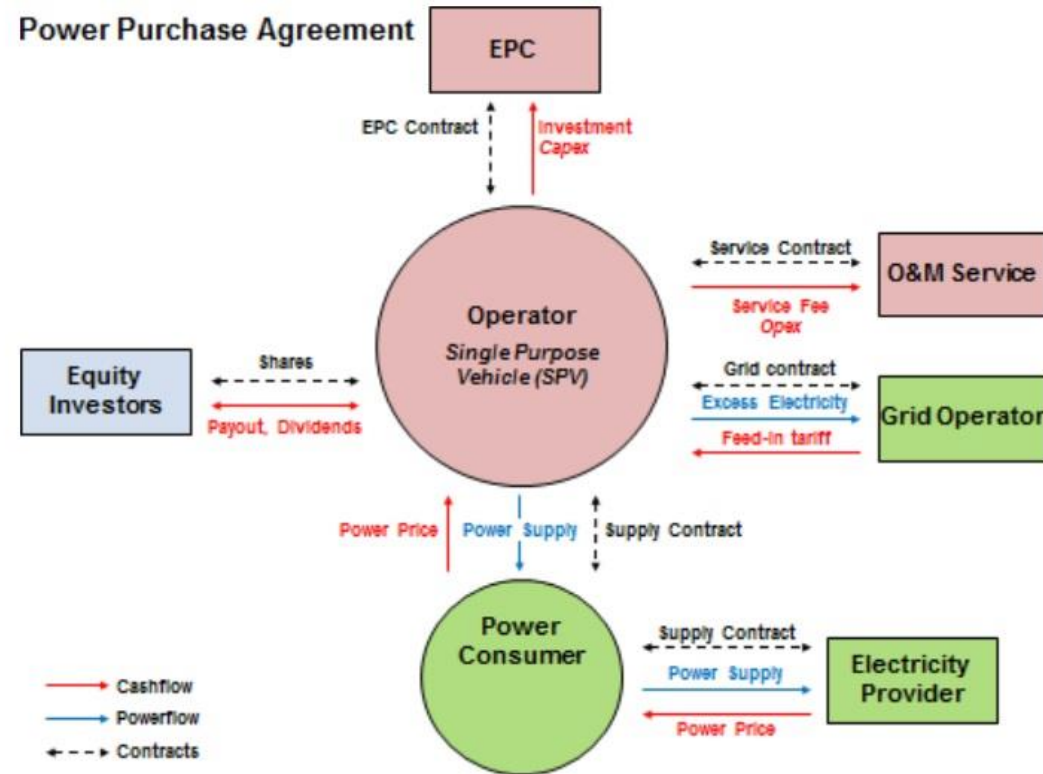 Power Purchase Agreement
EPC
EPC Contract
Investment
Capex
Operator
Single Purpose
Vehicle (SPV)
Service Contract
Service Fee
Opex
O&M Service
Equity
Investors
Shares
Payout, Dividends
Grid contract
Excess Electricity
Feed-in tariff
Grid Operator
Power Price
Power Supply
Supply Contract
Power
Consumer
Supply Contract
Power Supply
Power Price
Electricity
Provider
Cashflow
Powerflow
Contracts